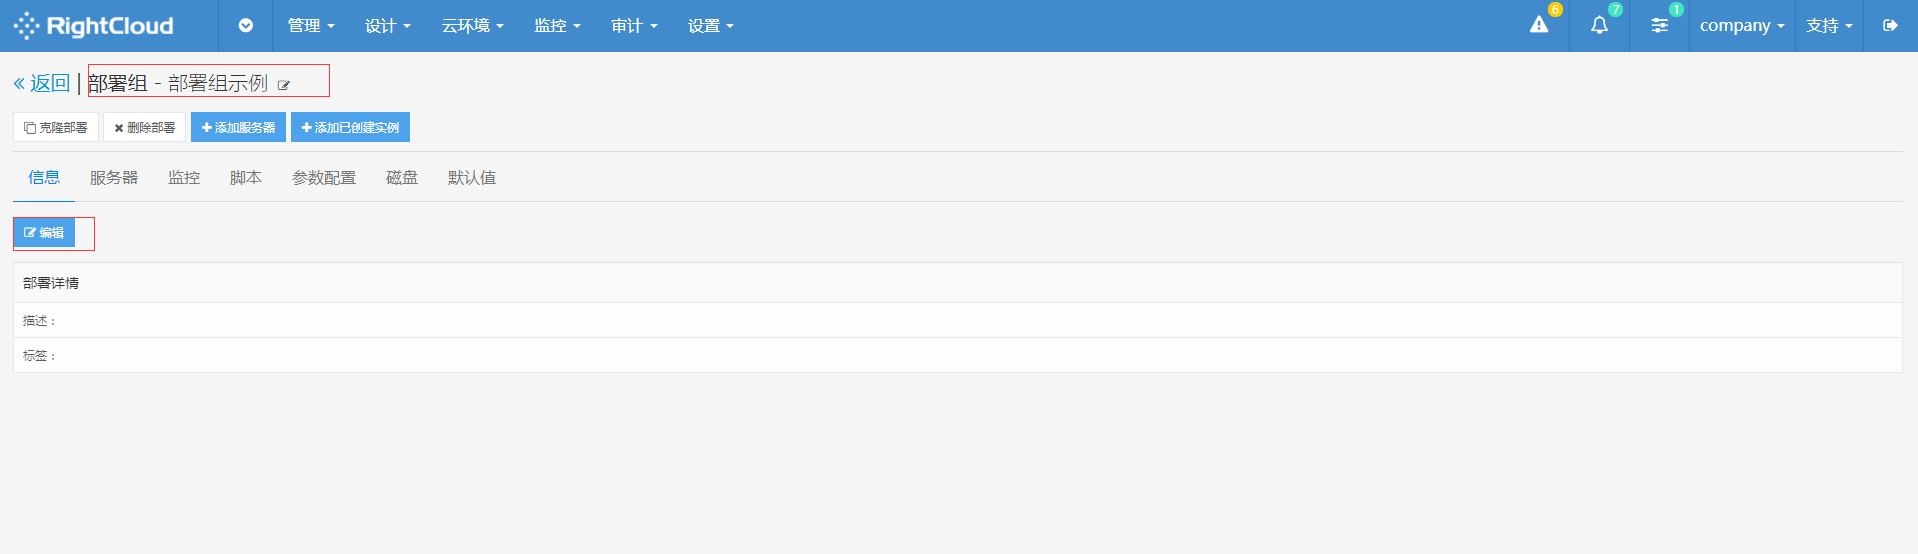 RightCloud 管理 设计 云环境 监控 审计 设置 6 7 1 company 支持
返回 | 部署组 - 部署组示例
克隆部署 删除部署 添加服务器 添加已创建实例
信息 服务器 监控 脚本 参数配置 磁盘 默认值
编辑
部署详情
描述：
标签：